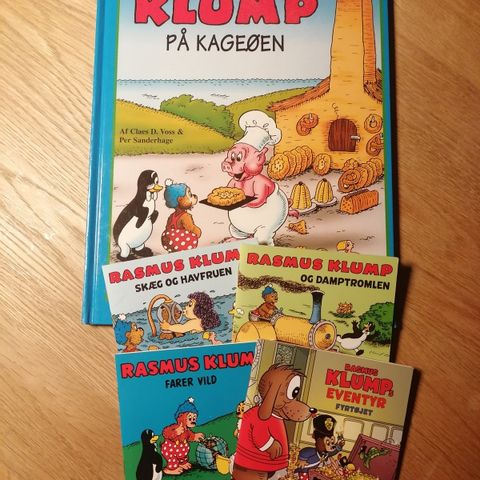 KLUMP
PÅ KAGEØEN
Af Claes D. Voss &
Per Sanderhage
RASMUS KLUMP
SKÆG OG HAVFRUEN
RASMUS KLUMP
OG DAMPTROMLEN
RASMUS KLUMP
FARER VILD
RASMUS
KLUMPS
EVENTYR
FYRTØJET